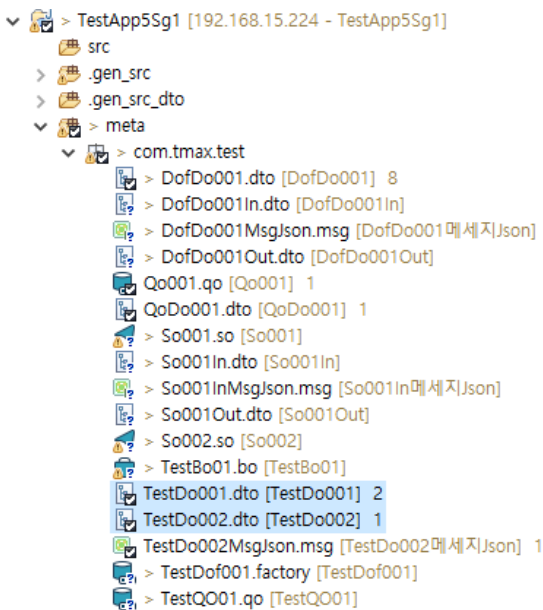 > TestApp5Sg1 [192.168.15.224 - TestApp5Sg1]
src
> .gen_src
> .gen_src_dto
> meta
> com.tmax.test
> DofDo001.dto [DofDo001] 8
> DofDo001In.dto [DofDo001In]
> DofDo001MsgJson.msg [DofDo001메세지Json]
> DofDo001Out.dto [DofDo001Out]
Qo001.qo [Qo001] 1
QoDo001.dto [QoDo001] 1
> So001.so [So001]
> So001In.dto [So001In]
> So001InMsgJson.msg [So001In메세지Json]
> So001Out.dto [So001Out]
> So002.so [So002]
> TestBo01.bo [TestBo01]
TestDo001.dto [TestDo001] 2
TestDo002.dto [TestDo002] 1
TestDo002MsgJson.msg [TestDo002메세지Json] 1
> TestDof001.factory [TestDof001]
> TestQO01.qo [TestQO01]